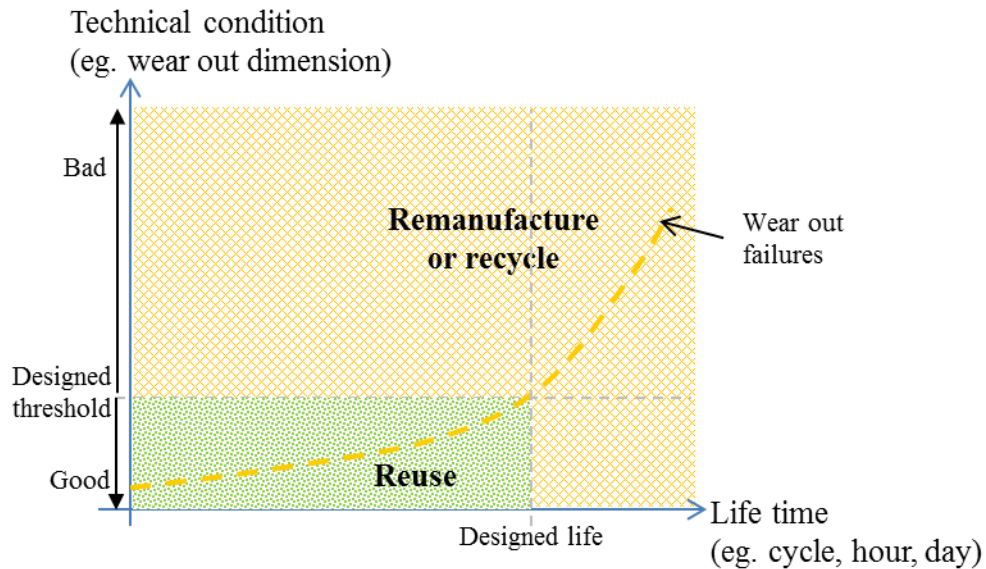 Technical condition
(eg. wear out dimension)
Bad
Remanufacture
or recycle
Wear out
failures
Designed
threshold
Good
Reuse
Designed life
Life time
(eg. cycle, hour, day)